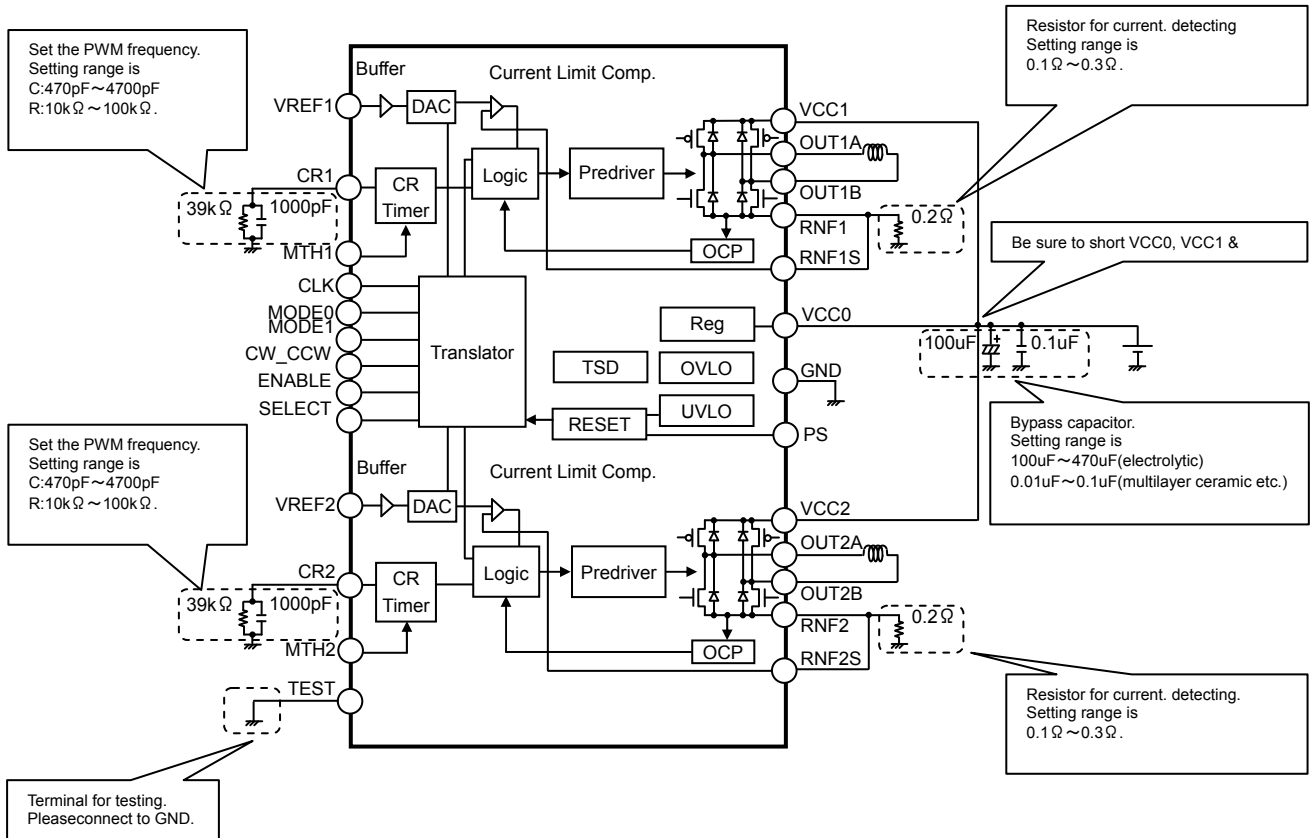 Set the PWM frequency.
Setting range is
C:470pF～4700pF
R:10kΩ～100kΩ.
Resistor for current. detecting
Setting range is
0.1Ω～0.3Ω.
Buffer
Current Limit Comp.
VREF1
DAC
VCC1
OUT1A
Logic
Predriver
CR1
CR
Timer
OUT1B
39kΩ
1000pF
RNF1
0.2Ω
MTH1
OCP
RNF1S
Be sure to short VCC0, VCC1 &
CLK
MODE0
MODE1
CW_CCW
ENABLE
SELECT
Translator
Reg
VCC0
100uF
+
0.1uF
TSD
OVLO
GND
UVLO
RESET
PS
Bypass capacitor.
Setting range is
100uF～470uF(electrolytic)
0.01uF～0.1uF(multilayer ceramic etc.)
Set the PWM frequency.
Setting range is
C:470pF～4700pF
R:10kΩ～100kΩ.
Buffer
Current Limit Comp.
VREF2
DAC
VCC2
OUT2A
Logic
Predriver
CR2
CR
Timer
OUT2B
39kΩ
1000pF
RNF2
0.2Ω
MTH2
OCP
RNF2S
TEST
Resistor for current. detecting.
Setting range is
0.1Ω～0.3Ω.
Terminal for testing.
Pleaseconnect to GND.